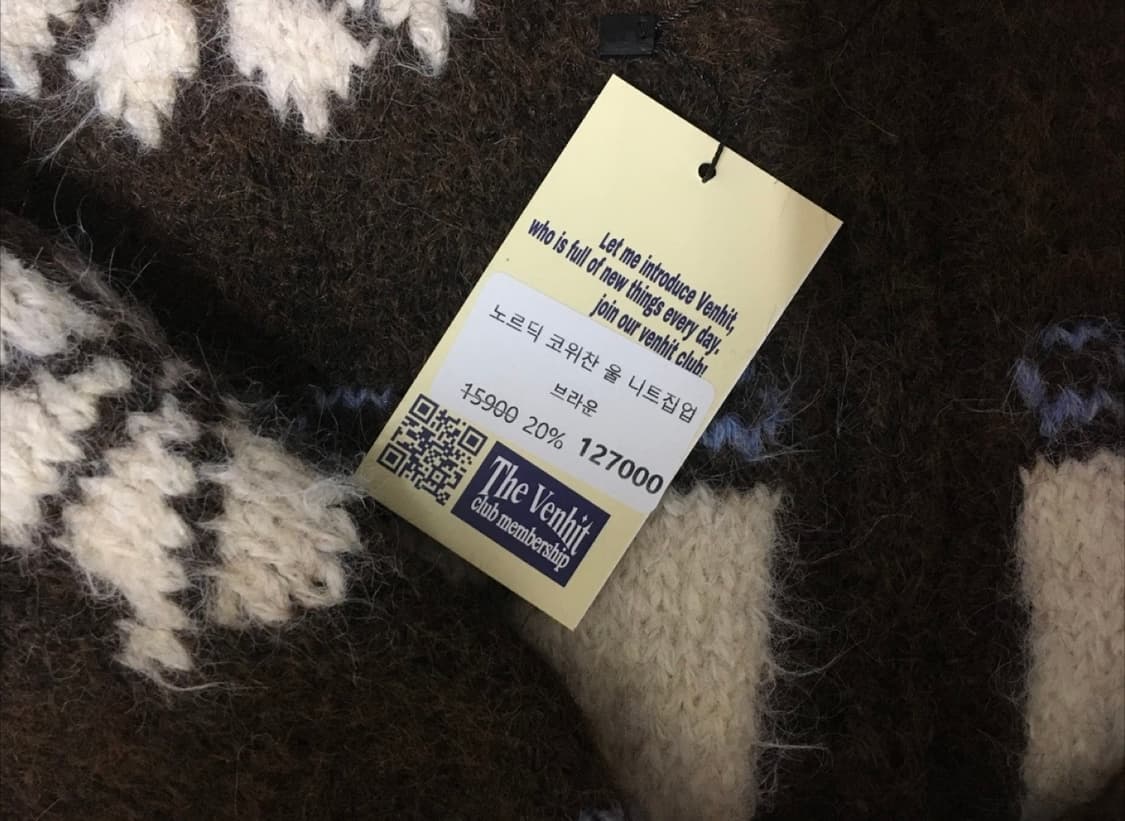 Let me introduce Venhit,
who is full of new things every day.
join our venhit club!
노르딕 코위찬 울 니트집업
브라운
15900 20% 127000
The Venhit
club membership